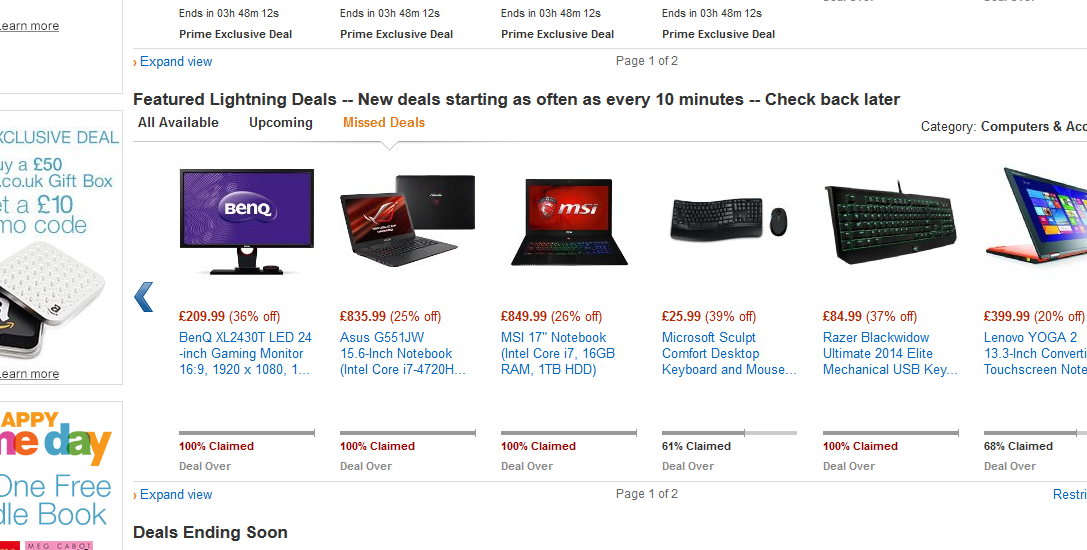 Ends in 03h 48m 12s
Ends in 03h 48m 12s
Ends in 03h 48m 12s
Ends in 03h 48m 12s
Prime Exclusive Deal
Prime Exclusive Deal
Prime Exclusive Deal
Prime Exclusive Deal
earn more
› Expand view
Page 1 of 2
Featured Lightning Deals -- New deals starting as often as every 10 minutes -- Check back later
All Available
Upcoming
Missed Deals
Category: Computers & Acc
XCLUSIVE DEAL
uy a £50
.co.uk Gift Box
et a £10
mo code
a
earn more
BenQ
msi
£209.99 (36% off)
BenQ XL2430T LED 24
-inch Gaming Monitor
16:9, 1920 x 1080, 1...
100% Claimed
Deal Over
£835.99 (25% off)
Asus G551JW
15.6-Inch Notebook
(Intel Core i7-4720H...
100% Claimed
Deal Over
£849.99 (26% off)
MSI 17" Notebook
(Intel Core i7, 16GB
RAM, 1TB HDD)
100% Claimed
Deal Over
£25.99 (39% off)
Microsoft Sculpt
Comfort Desktop
Keyboard and Mouse...
61% Claimed
Deal Over
£84.99 (37% off)
Razer Blackwidow
Ultimate 2014 Elite
Mechanical USB Key...
100% Claimed
Deal Over
£399.99 (20% off)
Lenovo YOGA 2
13.3-Inch Converti
Touchscreen Note
68% Claimed
Deal Over
› Expand view
Page 1 of 2
Restri
APPY
me day
One Free
dle Book
MEG CABOT
Deals Ending Soon